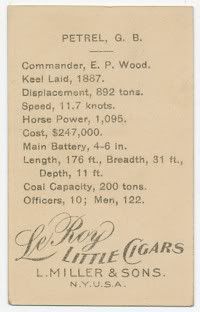 PETREL, G. B.
Commander, E. P. Wood.
Keel Laid, 1887.
Displacement, 892 tons.
Speed, 11.7 knots.
Horse Power, 1,095.
Cost, $247,000.
Main Battery, 4-6 in.
Length, 176 ft., Breadth, 31 ft.,
Depth, 11 ft.
Coal Capacity, 200 tons.
Officers, 10; Men, 122.
Le Roy
LITTLE CIGARS
L. MILLER & SONS.
N.Y. U.S.A.